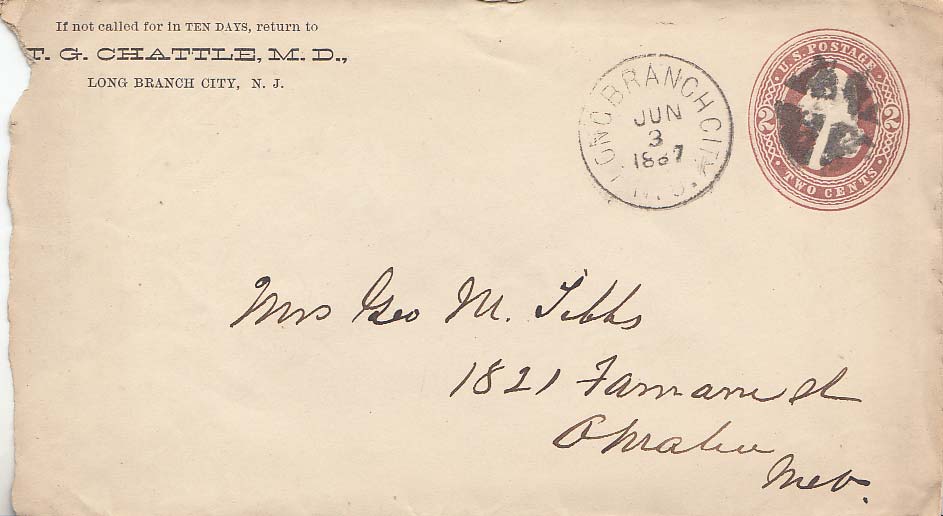 If not called for in TEN DAYS, return to
T. G. CHATTLE, M. D.,
LONG BRANCH CITY, N. J.
LONG BRANCH CITY
JUN
3
1887
N.J.
U.S. POSTAGE
2 2
TWO CENTS
Mrs Geo M. Tibbs
1821 Farnam St
Omaha
Neb.